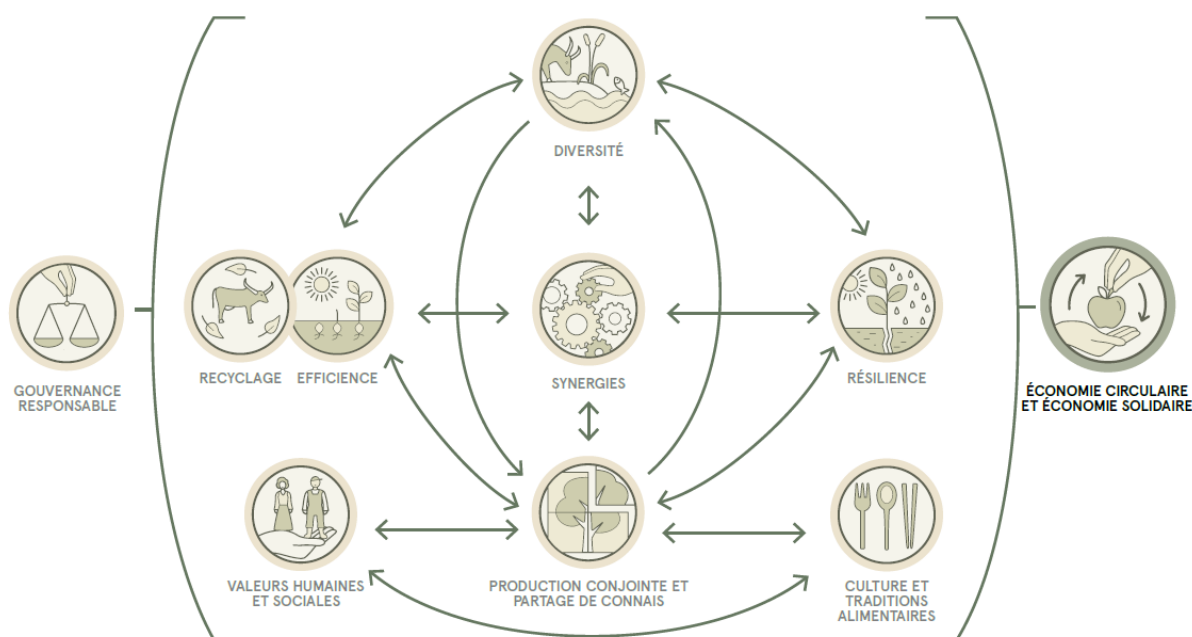 DIVERSITÉ
GOUVERNANCE
RESPONSABLE
RECYCLAGE
EFFICIENCE
SYNERGIES
RÉSILIENCE
ÉCONOMIE CIRCULAIRE
ET ÉCONOMIE SOLIDAIRE
VALEURS HUMAINES
ET SOCIALES
PRODUCTION CONJOINTE ET
PARTAGE DE CONNAIS
CULTURE ET
TRADITIONS
ALIMENTAIRES